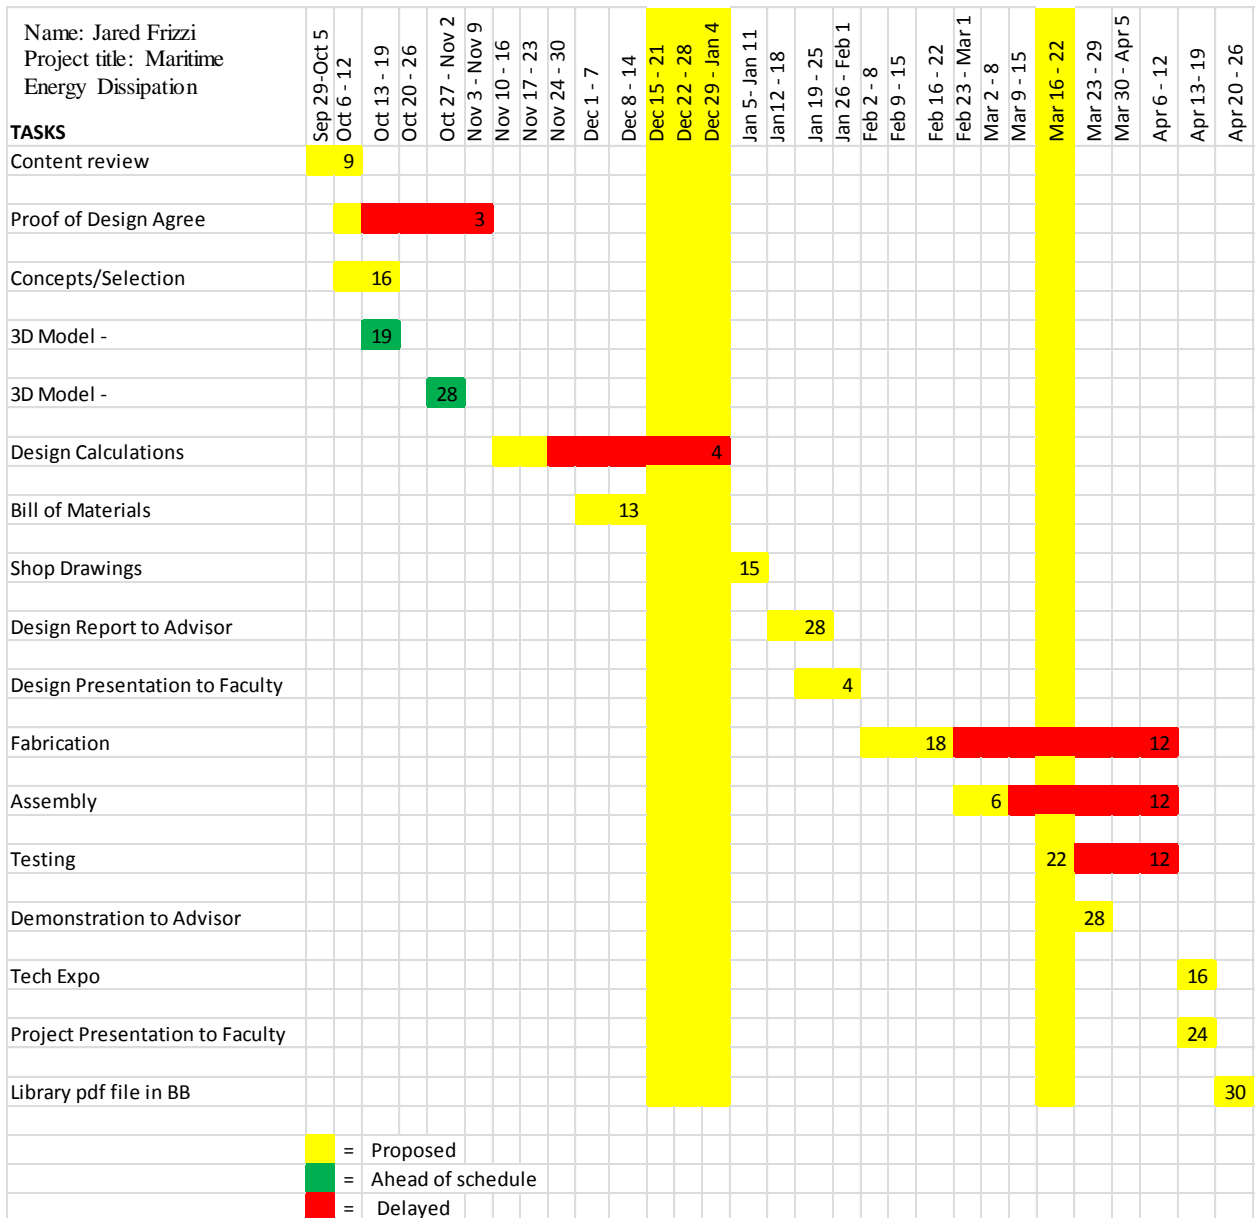 Name: Jared Frizzi
Project title: Maritime
Energy Dissipation
TASKS
Sep 29-Oct 5
Oct 6 - 12
Oct 13 - 19
Oct 20 - 26
Oct 27 - Nov 2
Nov 3 - Nov 9
Nov 10 - 16
Nov 17 - 23
Nov 24 - 30
Dec 1 - 7
Dec 8 - 14
Dec 15 - 21
Dec 22 - 28
Dec 29 - Jan 4
Jan 5- Jan 11
Jan12 - 18
Jan 19 - 25
Jan 26 - Feb 1
Feb 2 - 8
Feb 9 - 15
Feb 16 - 22
Feb 23 - Mar 1
Mar 2 - 8
Mar 9 - 15
Mar 16 - 22
Mar 23 - 29
Mar 30 - Apr 5
Apr 6 - 12
Apr 13- 19
Apr 20 - 26
Content review 9
Proof of Design Agree 3
Concepts/Selection 16
3D Model - 19
3D Model - 28
Design Calculations 4
Bill of Materials 13
Shop Drawings 15
Design Report to Advisor 28
Design Presentation to Faculty 4
Fabrication 18 12
Assembly 6 12
Testing 22 12
Demonstration to Advisor 28
Tech Expo 16
Project Presentation to Faculty 24
Library pdf file in BB 30
= Proposed
= Ahead of schedule
= Delayed